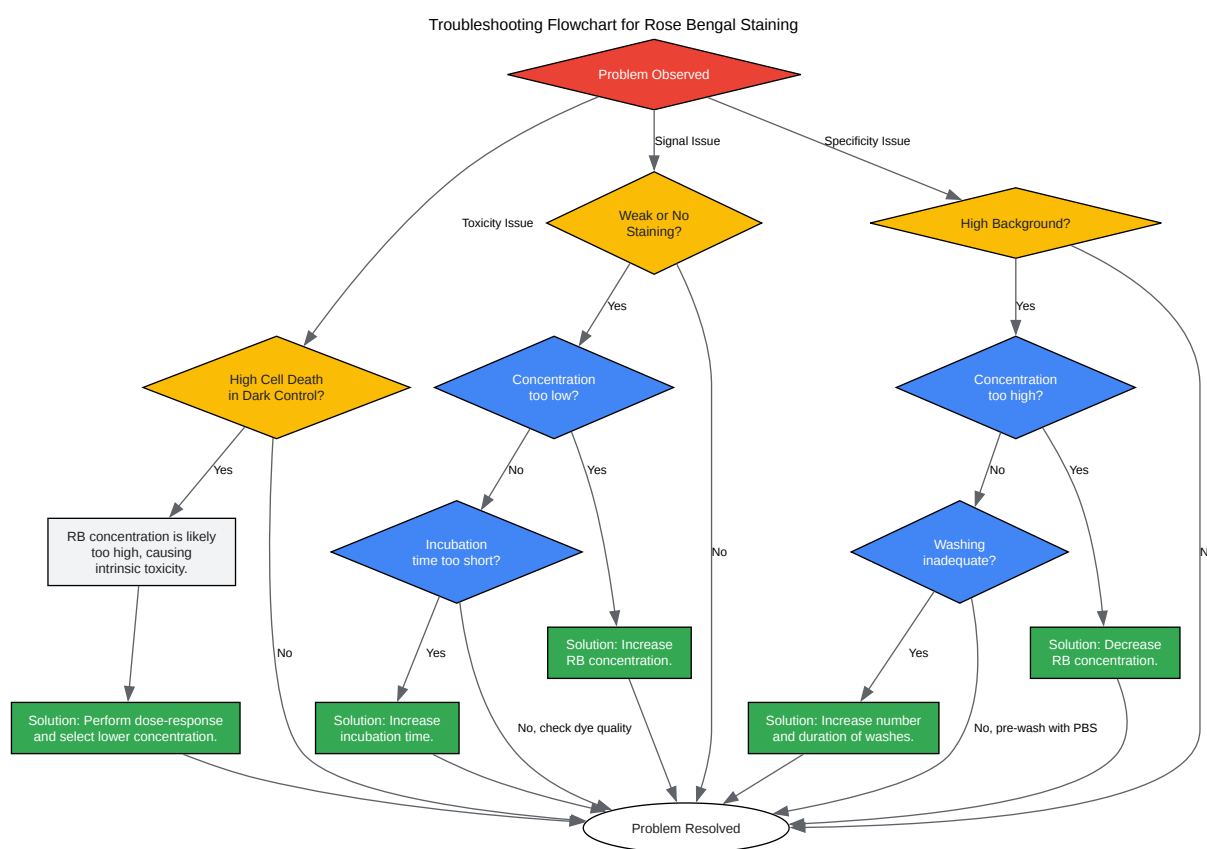 Troubleshooting Flowchart for Rose Bengal Staining
Problem Observed
Signal Issue
Specificity Issue
Toxicity Issue
Weak or No
Staining?
High Background?
Yes
No
Yes
No
High Cell Death
in Dark Control?
Concentration
too low?
Concentration
too high?
Yes
No
No
Yes
No
Yes
RB concentration is likely
too high, causing
intrinsic toxicity.
Incubation
time too short?
Washing
inadequate?
Yes
No, check dye quality
Solution: Increase
RB concentration.
Yes
No, pre-wash with PBS
Solution: Decrease
RB concentration.
Solution: Perform dose-response
and select lower concentration.
Solution: Increase
incubation time.
Solution: Increase number
and duration of washes.
Problem Resolved